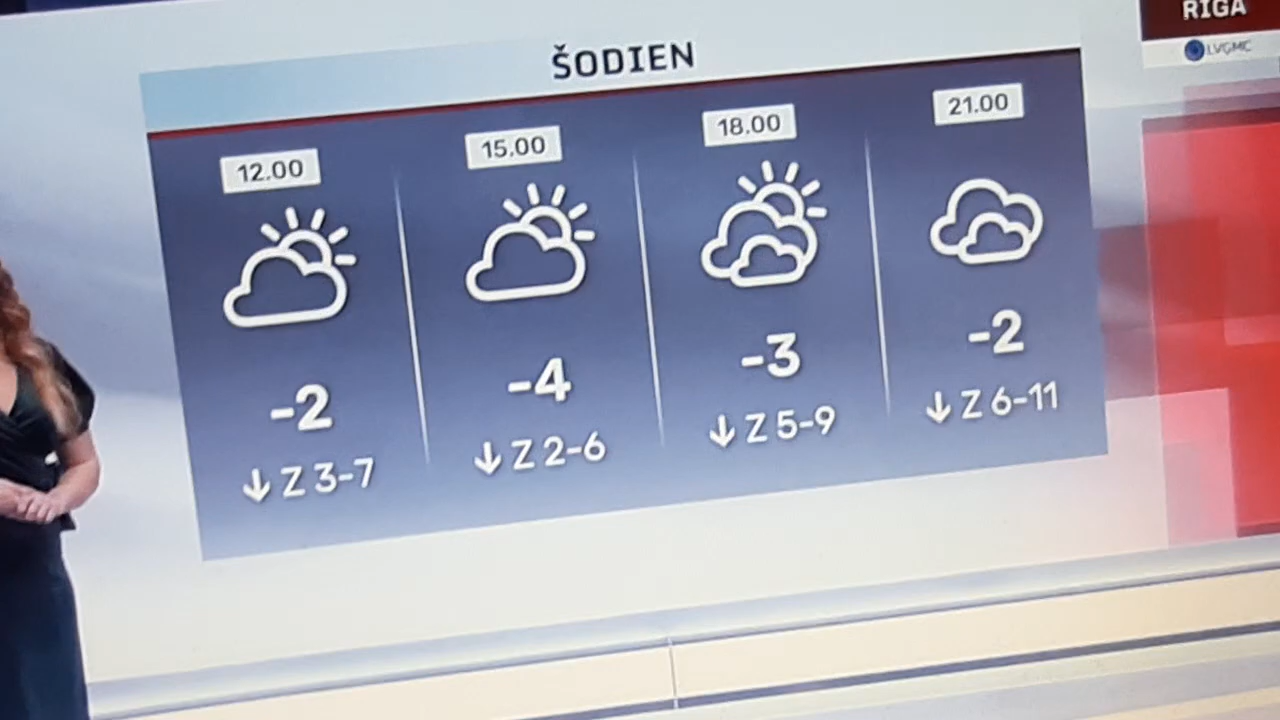 RIGA
LVGMC
ŠODIEN
12.00
15.00
18.00
21.00
-2
-4
-3
-2
↓ Z 3-7
↓ Z 2-6
↓ Z 5-9
↓ Z 6-11